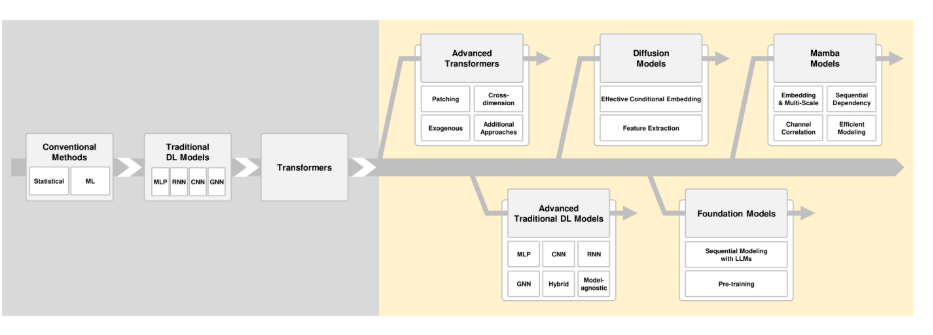 Conventional
Methods
Statistical
ML
Traditional
DL Models
MLP
RNN
CNN
GNN
Transformers
Advanced
Transformers
Patching
Cross-
dimension
Exogenous
Additional
Approaches
Advanced
Traditional DL Models
MLP
CNN
RNN
GNN
Hybrid
Model-
agnostic
Diffusion
Models
Effective Conditional Embedding
Feature Extraction
Foundation Models
Sequential Modeling
with LLMs
Pre-training
Mamba
Models
Embedding
& Multi-Scale
Sequential
Dependency
Channel
Correlation
Efficient
Modeling